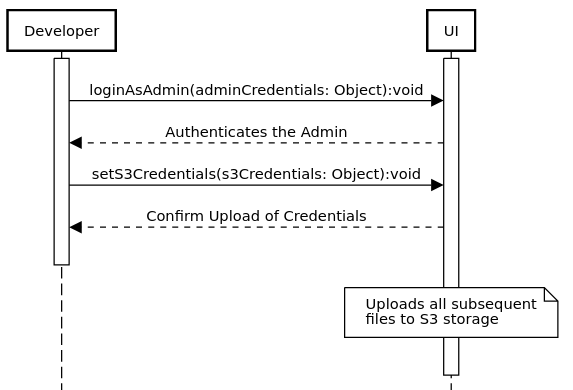 Developer
UI
loginAsAdmin(adminCredentials: Object):void
Authenticates the Admin
setS3Credentials(s3Credentials: Object):void
Confirm Upload of Credentials
Uploads all subsequent
files to S3 storage